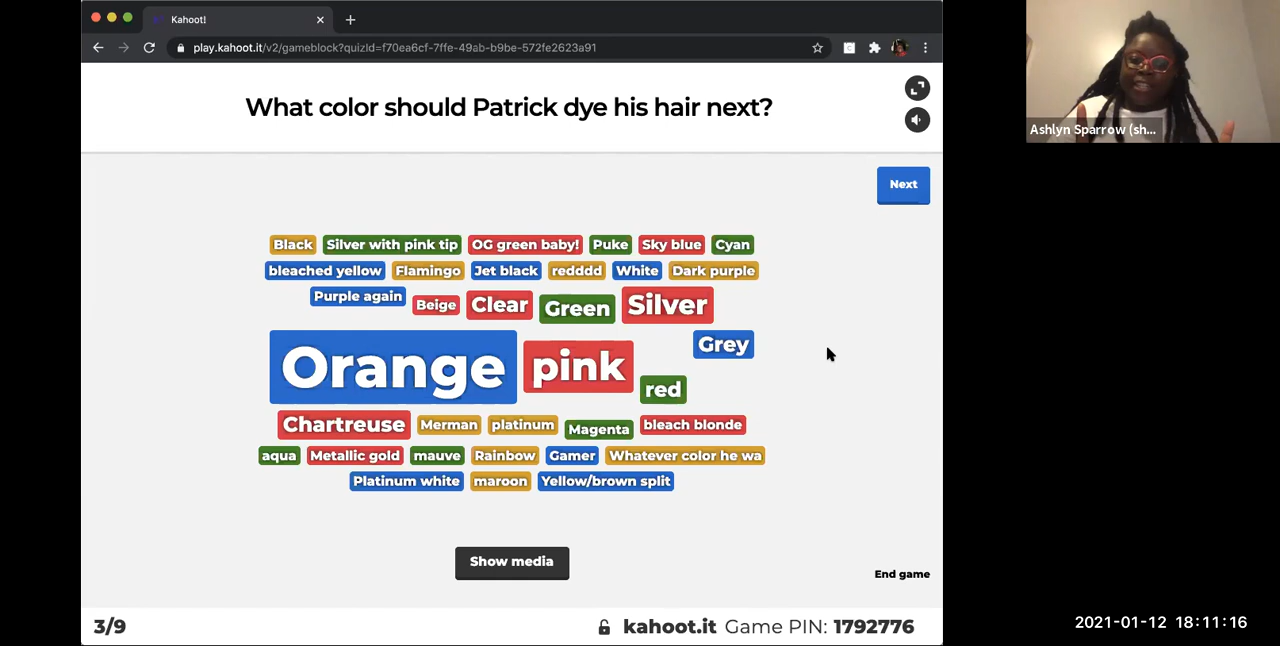 Kahoot!
play.kahoot.it/v2/gameblock?quizId=f70ea6cf-7ffe-49ab-b9be-572fe2623a91
What color should Patrick dye his hair next?
Ashlyn Sparrow (sh...
Next
Black Silver with pink tip OG green baby! Puke Sky blue Cyan
bleached yellow Flamingo Jet black redddd White Dark purple
Purple again Beige Clear Green Silver
Orange pink red Grey
Chartreuse Merman platinum Magenta bleach blonde
aqua Metallic gold mauve Rainbow Gamer Whatever color he wa
Platinum white maroon Yellow/brown split
Show media
End game
3/9 kahoot.it Game PIN: 1792776
2021-01-12 18:11:16